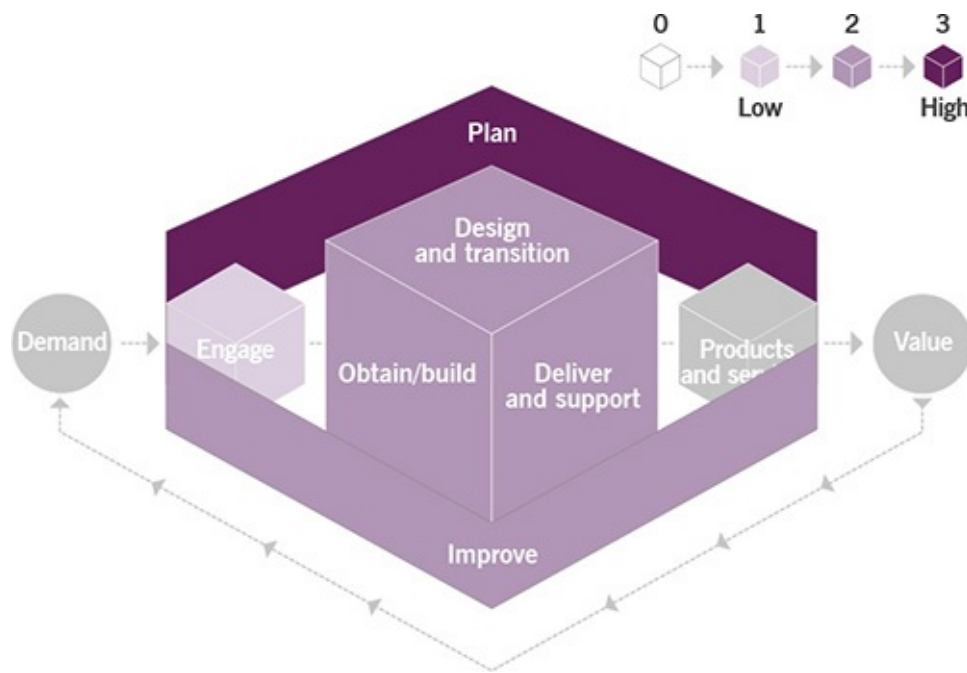 0 1 2 3
Low High
Plan
Design
and transition
Demand
Engage
Obtain/build
Deliver
and support
Products
and
Value
Improve